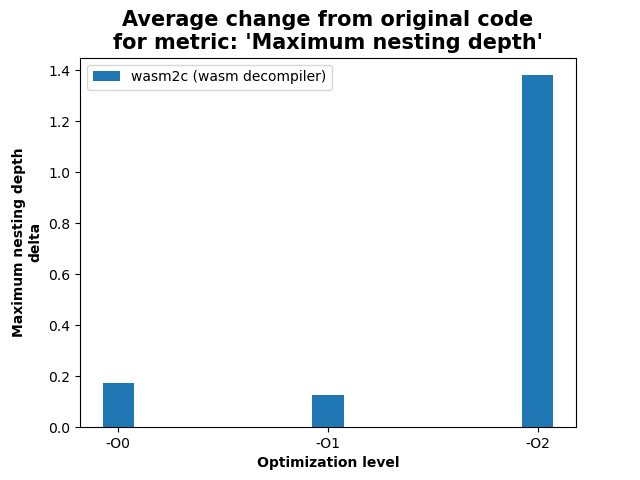 Average change from original code
for metric: 'Maximum nesting depth'
wasm2c (wasm decompiler)
1.4
1.2
1.0
0.8
0.6
0.4
0.2
0.0
Maximum nesting depth
delta
-O0
-O1
-O2
Optimization level